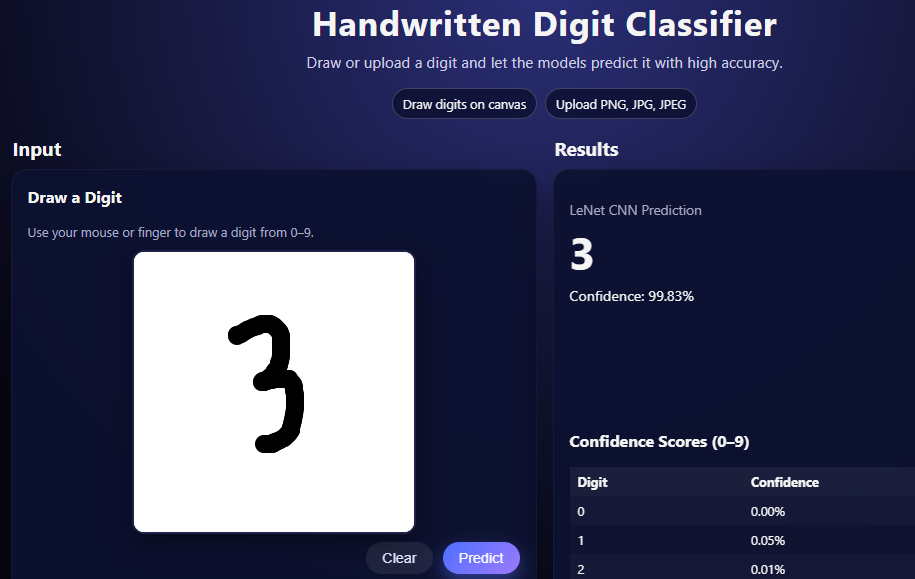 Handwritten Digit Classifier
Draw or upload a digit and let the models predict it with high accuracy.
Draw digits on canvas
Upload PNG, JPG, JPEG
Input
Draw a Digit
Use your mouse or finger to draw a digit from 0–9.
3
Clear
Predict
Results
LeNet CNN Prediction
3
Confidence: 99.83%
Confidence Scores (0–9)
Digit Confidence
0 0.00%
1 0.05%
2 0.01%